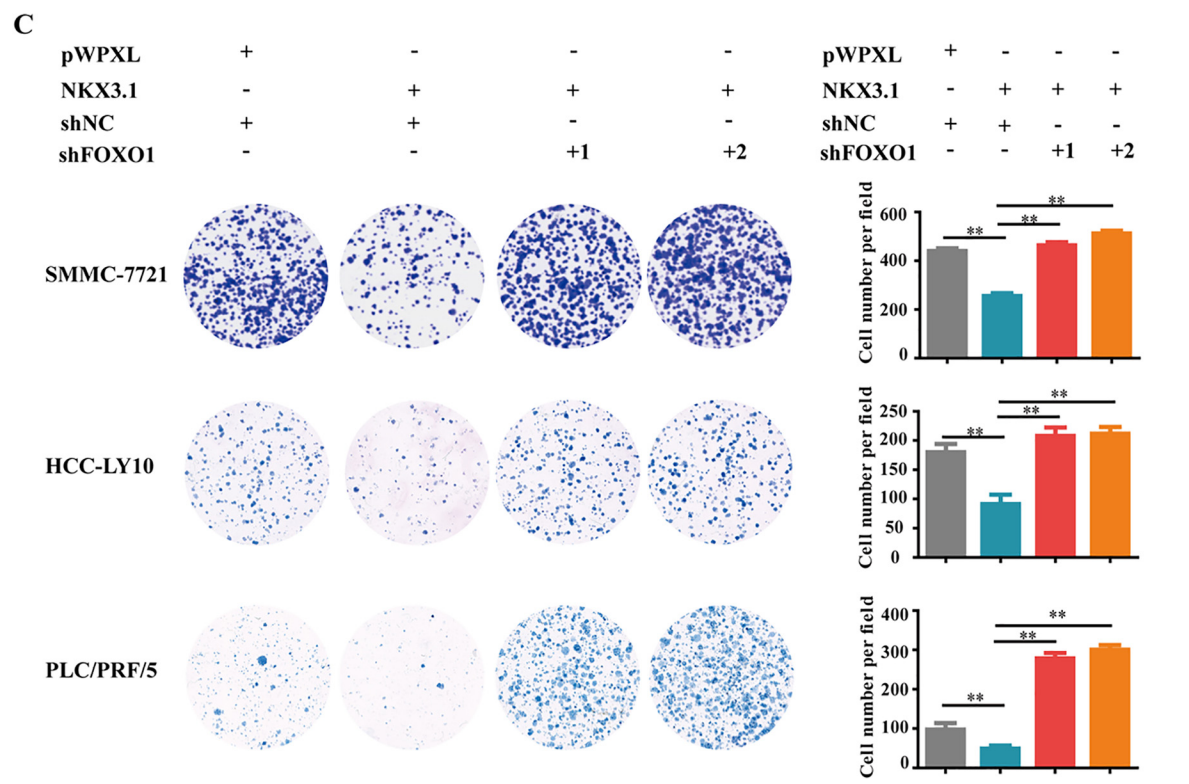 C
pWPXL + - - -
NKX3.1 - + + +
shNC + + - -
shFOXO1 - - +1 +2
pWPXL + - - -
NKX3.1 - + + +
shNC + + - -
shFOXO1 - - +1 +2
SMMC-7721
Cell number per field
600
400
200
0
**
**
**
HCC-LY10
Cell number per field
250
200
150
100
50
0
**
**
**
PLC/PRF/5
Cell number per field
400
300
200
100
0
**
**
**